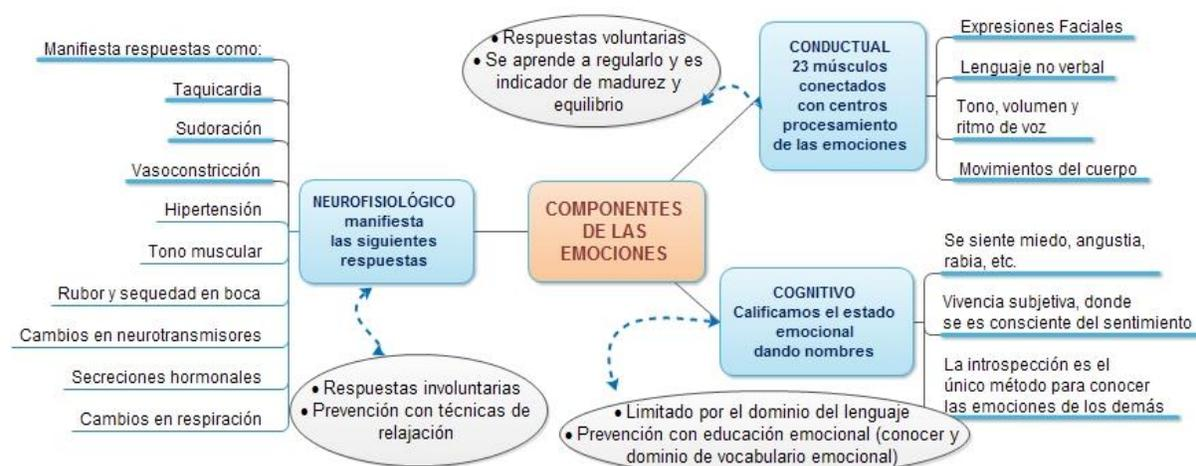 COMPONENTES
DE LAS
EMOCIONES
NEUROFISIOLÓGICO
manifiesta
las siguientes
respuestas
Manifiesta respuestas como:
Taquicardia
Sudoración
Vasoconstricción
Hipertensión
Tono muscular
Rubor y sequedad en boca
Cambios en neurotransmisores
Secreciones hormonales
Cambios en respiración
• Respuestas involuntarias
• Prevención con técnicas de
relajación
• Respuestas voluntarias
• Se aprende a regularlo y es
indicador de madurez y
equilibrio
CONDUCTUAL
23 músculos
conectados
con centros
procesamiento
de las emociones
Expresiones Faciales
Lenguaje no verbal
Tono, volumen y
ritmo de voz
Movimientos del cuerpo
COGNITIVO
Calificamos el estado
emocional
dando nombres
Se siente miedo, angustia,
rabia, etc.
Vivencia subjetiva, donde
se es consciente del sentimiento
La introspección es el
único método para conocer
las emociones de los demás
• Limitado por el dominio del lenguaje
• Prevención con educación emocional (conocer y
dominio de vocabulario emocional)